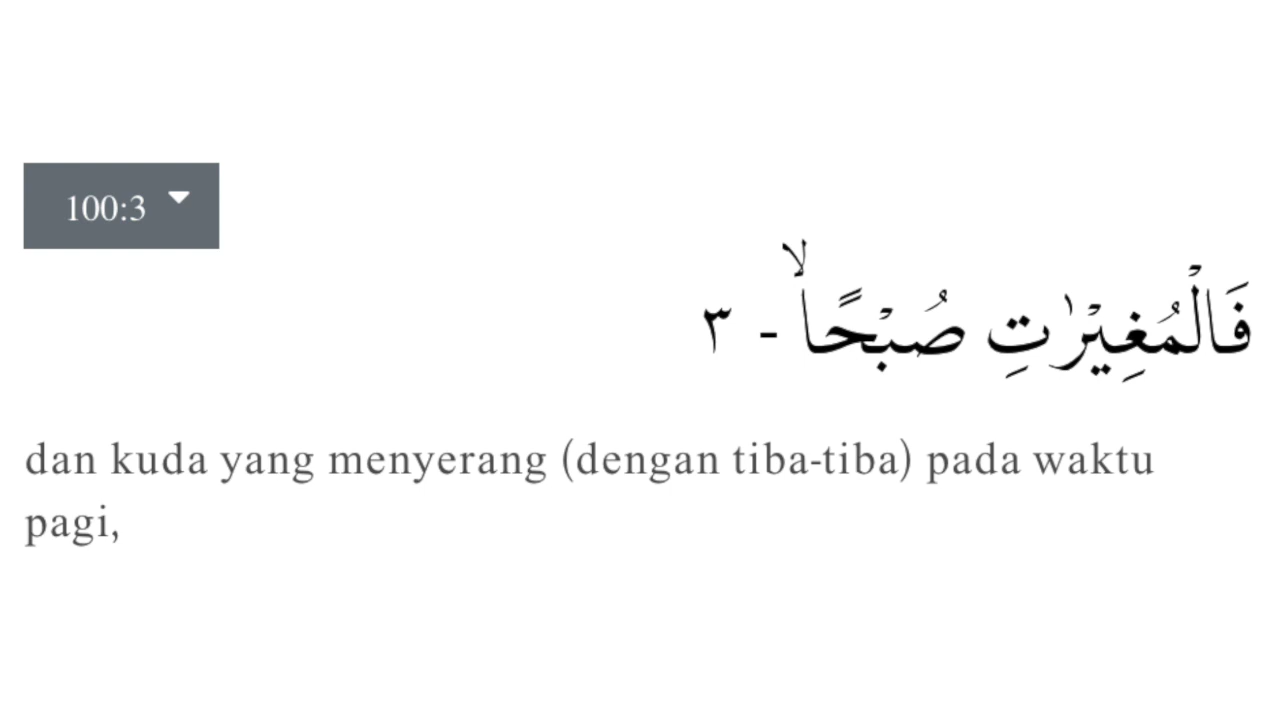 100:3
فَالْمُغِيْرٰتِ صُبْحًاۙ - ٣
dan kuda yang menyerang (dengan tiba-tiba) pada waktu
pagi,